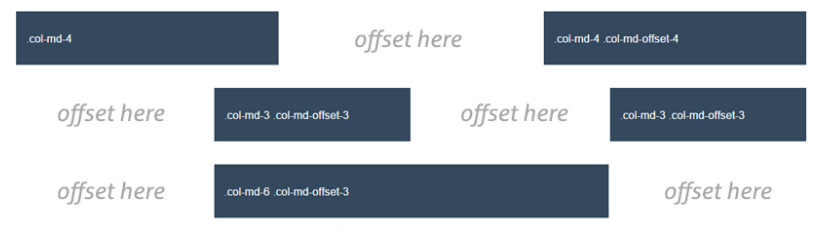 .col-md-4
offset here
.col-md-4 .col-md-offset-4
offset here
.col-md-3 .col-md-offset-3
offset here
.col-md-3 .col-md-offset-3
offset here
.col-md-6 .col-md-offset-3
offset here